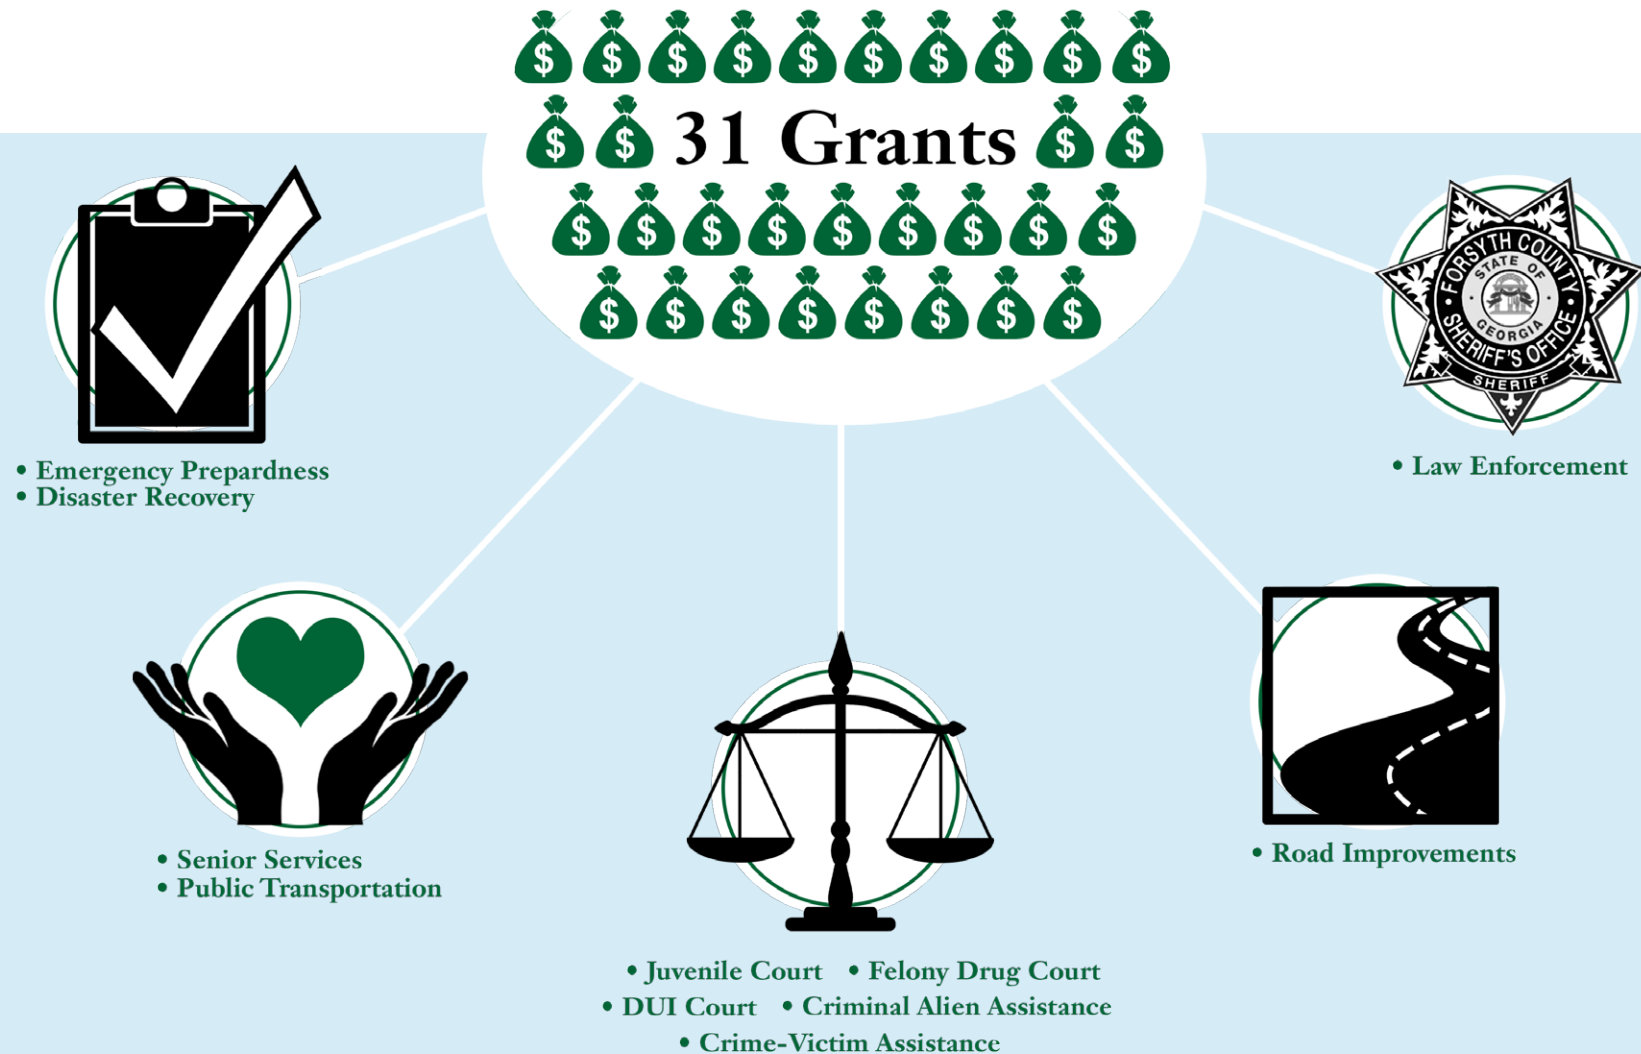 $ $ $ $ $ $ $ $ $ $
$ $ 31 Grants $ $
$ $ $ $ $ $ $ $ $
$ $ $ $ $ $ $ $
FORSYTH COUNTY
STATE OF
GEORGIA
SHERIFF'S OFFICE
SHERIFF
• Emergency Prepardness
• Disaster Recovery
• Law Enforcement
• Senior Services
• Public Transportation
• Road Improvements
• Juvenile Court • Felony Drug Court
• DUI Court • Criminal Alien Assistance
• Crime-Victim Assistance